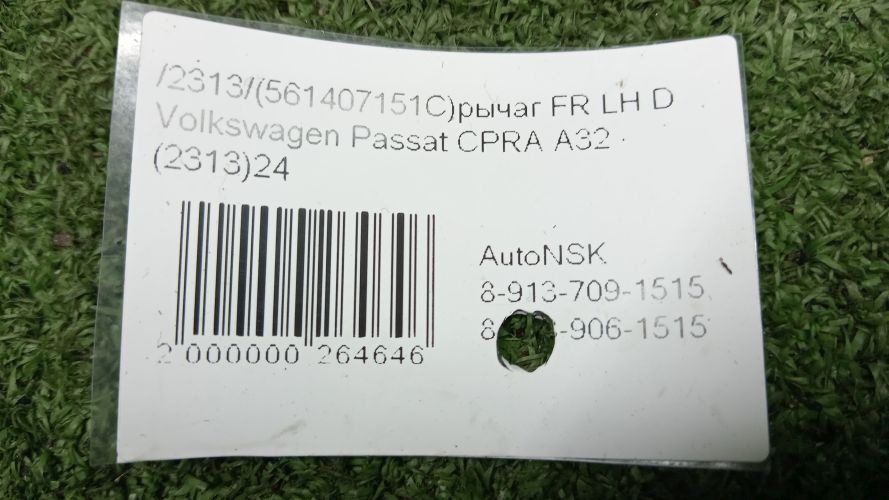 /2313/(561407151C)рычаг FR LH D
Volkswagen Passat CPRA A32
(2313)24
AutoNSK
8-913-709-1515
-906-1515
2 000000 264646